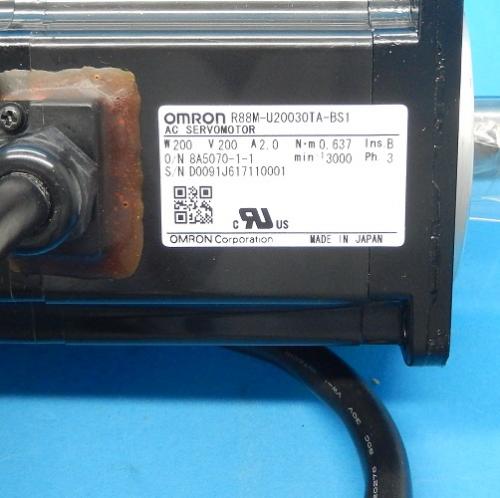 OMRON R88M-U20030TA-BS1
AC SERVOMOTOR
W 200 V 200 A 2.0 N·m 0.637 Ins. B
O/N 8A5070-1-1 min⁻¹ 3000 Ph. 3
S/N D0091J617110001
C RU US
OMRON Corporation MADE IN JAPAN